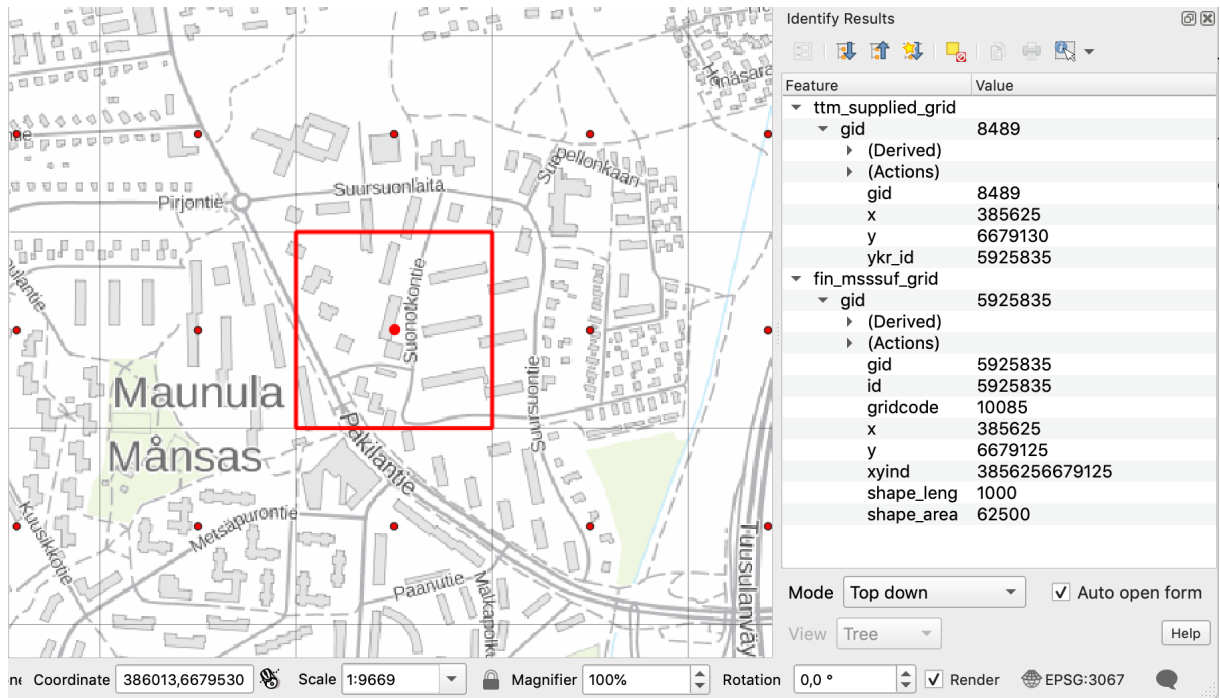 Identify Results
Feature Value
ttm_supplied_grid
gid 8489
(Derived)
(Actions)
gid 8489
x 385625
y 6679130
ykr_id 5925835
fin_msssuf_grid
gid 5925835
(Derived)
(Actions)
gid 5925835
id 5925835
gridcode 10085
x 385625
y 6679125
xyind 3856256679125
shape_leng 1000
shape_area 62500
Mode Top down Auto open form
View Tree Help
Suursuonlaita
Pirjontie
Suonotkontie
Suursuontie
Maunula
Månsas
Pakilantie
Metsäpurontie
Kuusikkotie
Paanutie
Coordinate 386013,6679530 Scale 1:9669 Magnifier 100% Rotation 0,0 ° Render EPSG:3067